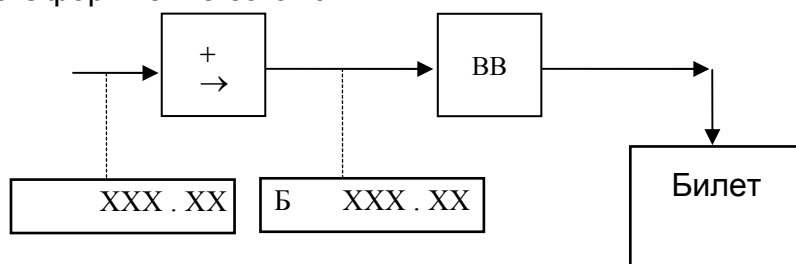 +
→
ВВ
XXX . XX
Б XXX . XX
Билет